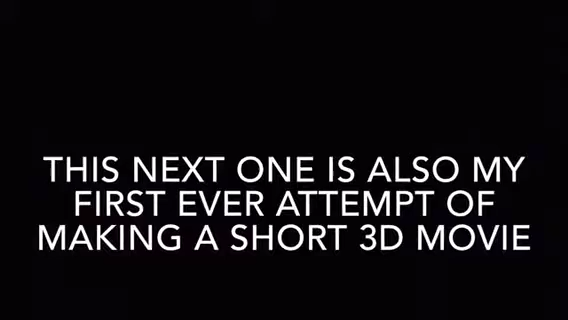 THIS NEXT ONE IS ALSO MY
FIRST EVER ATTEMPT OF
MAKING A SHORT 3D MOVIE